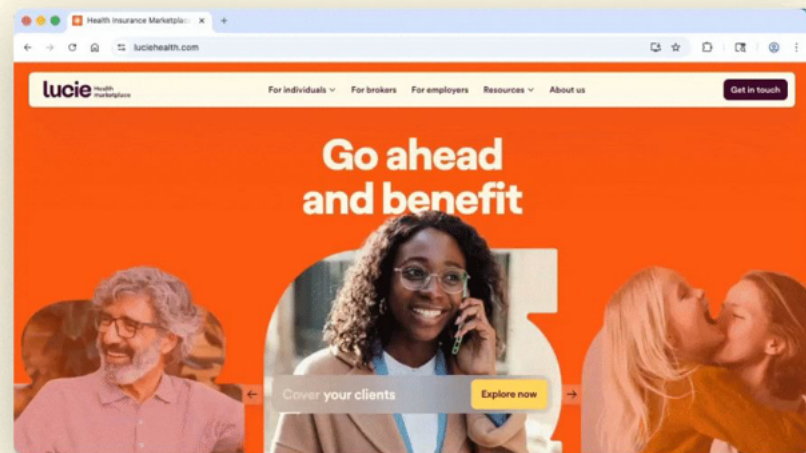 Health Insurance Marketplac
luciehealth.com
lucie Health marketplace
For individuals For brokers For employers Resources About us
Get in touch
Go ahead
and benefit
Cover your clients
Explore now